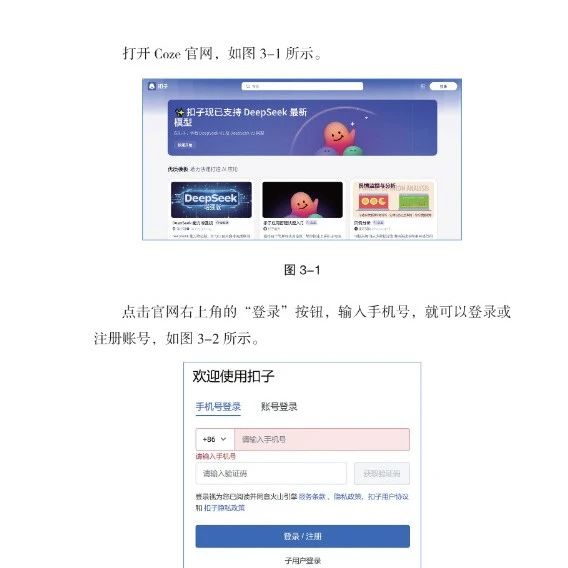 打开 Coze 官网，如图 3-1 所示。
扣子
登录
扣子现已支持 DeepSeek 最新
模型
DeepSeek
图 3-1
点击官网右上角的“登录”按钮，输入手机号，就可以登录或
注册账号，如图 3-2 所示。
欢迎使用扣子
手机号登录 账号登录
+86 请输入手机号
请输入手机号
请输入验证码 获取验证码
登录视为您已阅读并同意火山引擎 服务条款 、隐私政策、扣子用户协议
和 扣子隐私政策
登录 / 注册
子用户登录